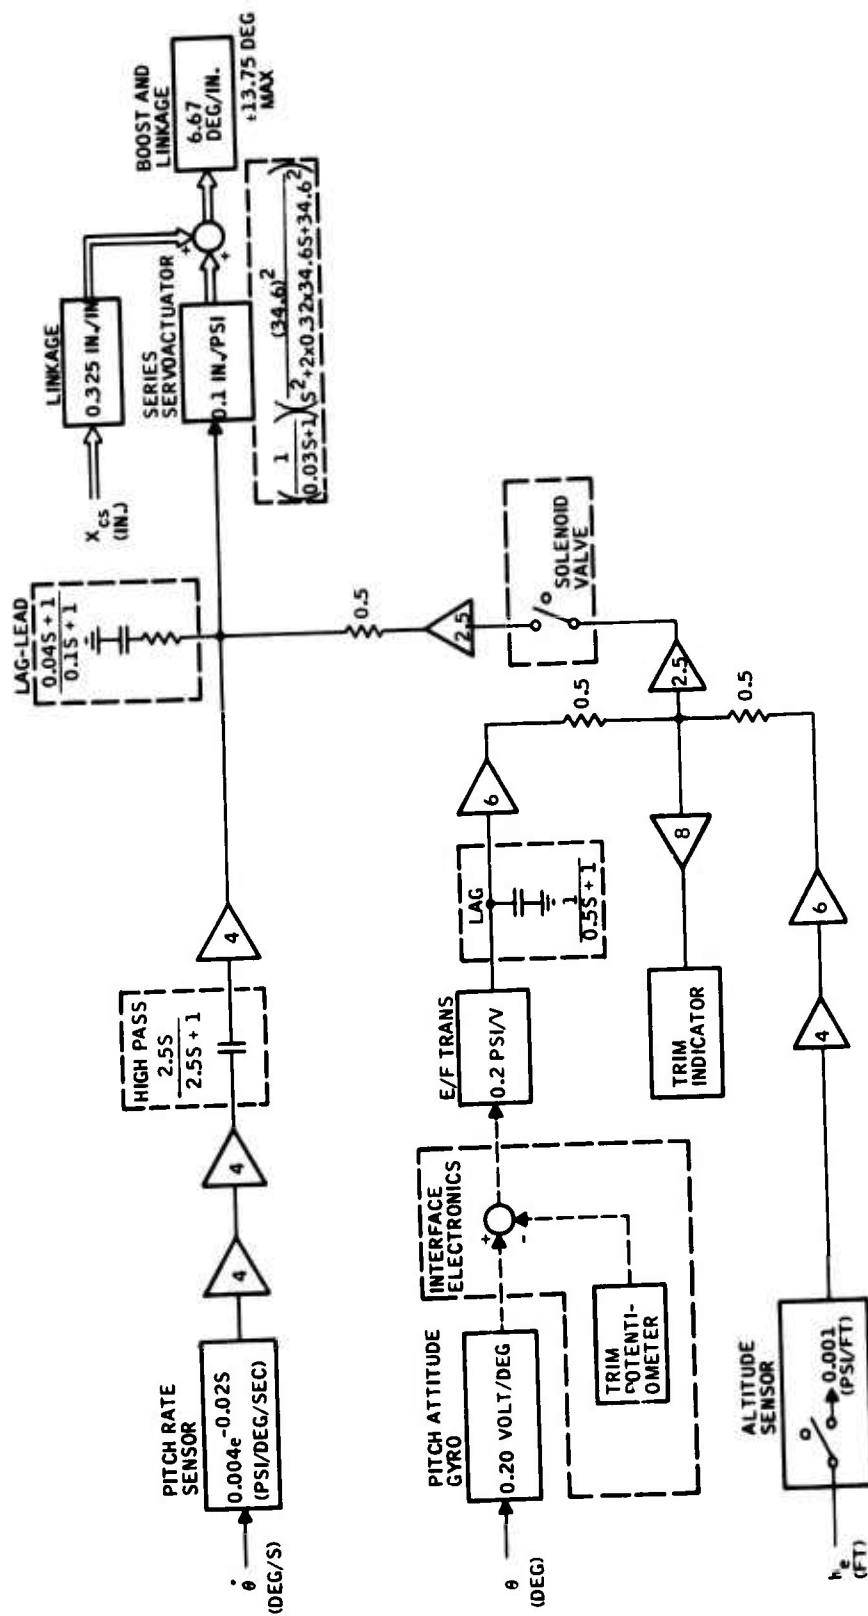 θ̇
(DEG/S)
PITCH RATE
SENSOR
0.004e^-0.02S
(PSI/DEG/SEC)
4
4
HIGH PASS
2.5S
2.5S + 1
4
LAG-LEAD
0.04S + 1
0.1S + 1
X_cs
(IN.)
LINKAGE
0.325 IN./IN
SERIES
SERVOACTUATOR
0.1 IN./PSI
+
+
BOOST AND
LINKAGE
6.67
DEG/IN.
±13.75 DEG
MAX
(1 / 0.03S+1)((34.6)^2 / S^2+2x0.32x34.6S+34.6^2)
θ
(DEG)
PITCH ATTITUDE
GYRO
0.20 VOLT/DEG
INTERFACE
ELECTRONICS
+
-
TRIM
POTENTI-
OMETER
E/F TRANS
0.2 PSI/V
LAG
1
0.5S + 1
6
0.5
2.5
SOLENOID
VALVE
2.5
0.5
8
TRIM
INDICATOR
0.5
h_e
(FT)
ALTITUDE
SENSOR
0.001
(PSI/FT)
4
6